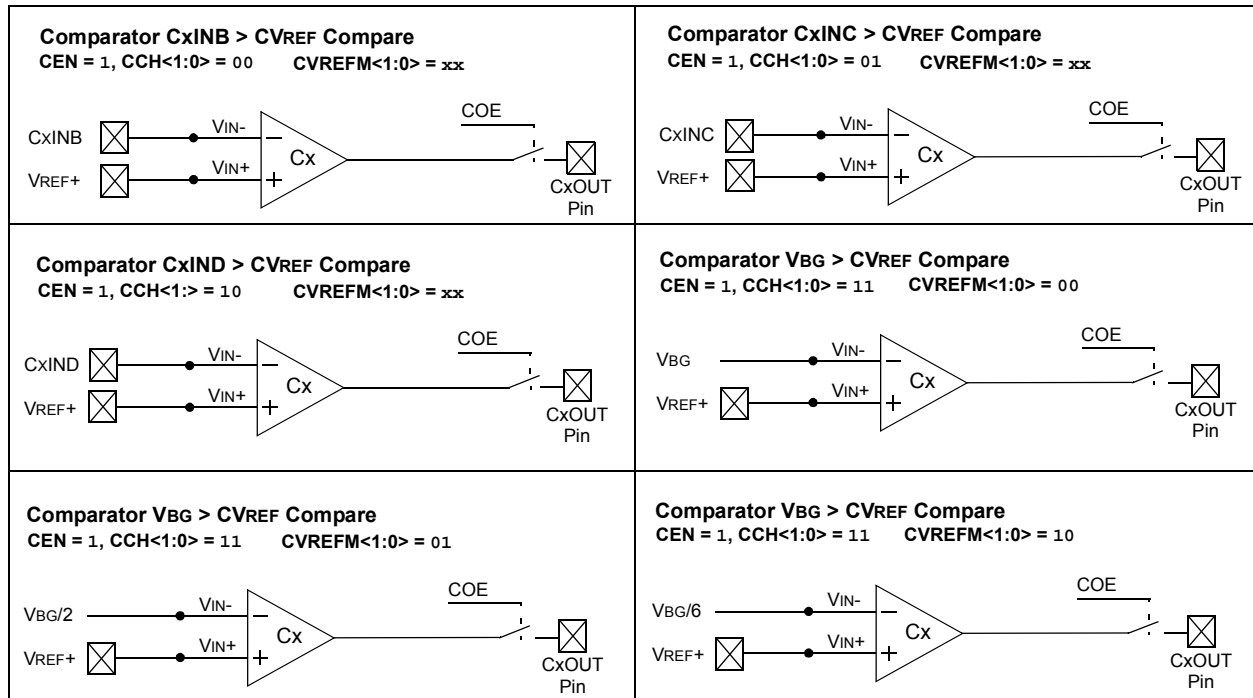 Comparator CxINB > CVREF Compare
CEN = 1, CCH<1:0> = 00 CVREFM<1:0> = xx
COE
CxINB
VIN-
–
Cx
VREF+
VIN+
+
CxOUT
Pin
Comparator CxINC > CVREF Compare
CEN = 1, CCH<1:0> = 01 CVREFM<1:0> = xx
COE
CxINC
VIN-
–
Cx
VREF+
VIN+
+
CxOUT
Pin
Comparator CxIND > CVREF Compare
CEN = 1, CCH<1:> = 10 CVREFM<1:0> = xx
COE
CxIND
VIN-
–
Cx
VREF+
VIN+
+
CxOUT
Pin
Comparator VBG > CVREF Compare
CEN = 1, CCH<1:0> = 11 CVREFM<1:0> = 00
COE
VBG
VIN-
–
Cx
VREF+
VIN+
+
CxOUT
Pin
Comparator VBG > CVREF Compare
CEN = 1, CCH<1:0> = 11 CVREFM<1:0> = 01
COE
VBG/2
VIN-
–
Cx
VREF+
VIN+
+
CxOUT
Pin
Comparator VBG > CVREF Compare
CEN = 1, CCH<1:0> = 11 CVREFM<1:0> = 10
COE
VBG/6
VIN-
–
Cx
VREF+
VIN+
+
CxOUT
Pin